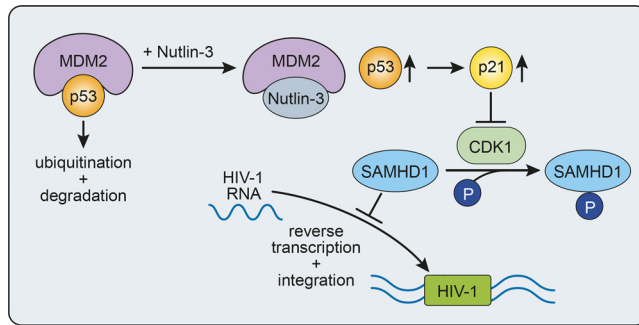 MDM2
p53
ubiquitination
+
degradation
+ Nutlin-3
MDM2
Nutlin-3
p53
p21
CDK1
SAMHD1
P
SAMHD1
P
HIV-1
RNA
reverse
transcription
+
integration
HIV-1